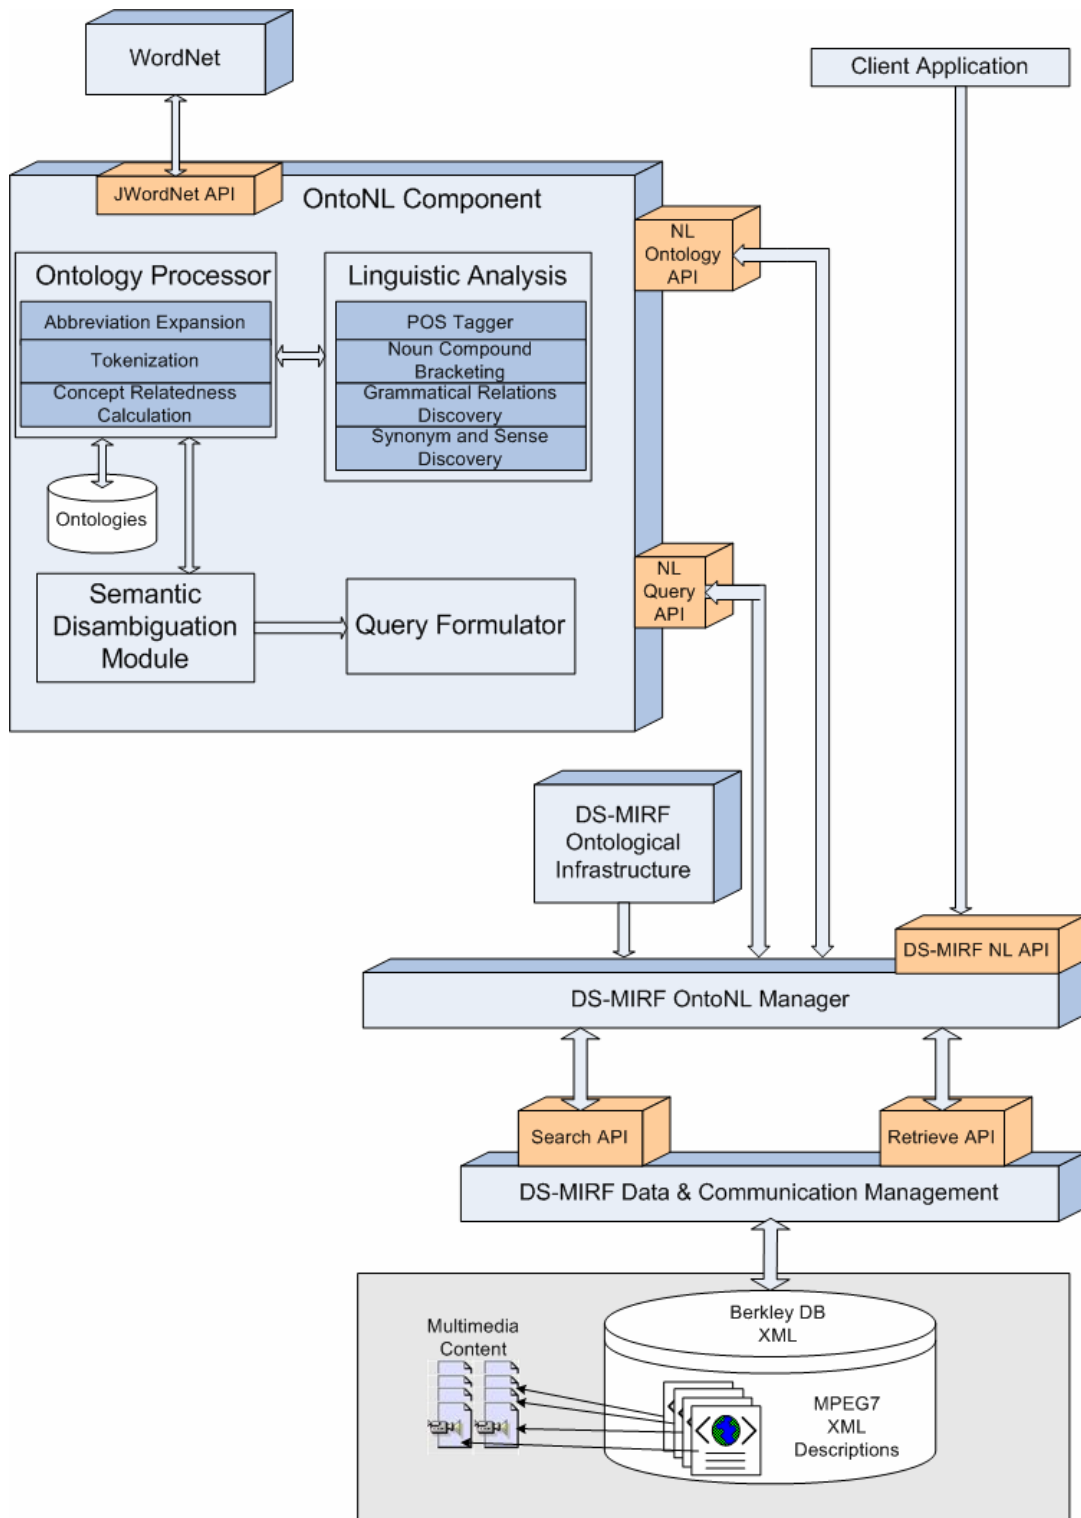 WordNet
Client Application
JWordNet API
OntoNL Component
NL
Ontology
API
Ontology Processor
Abbreviation Expansion
Tokenization
Concept Relatedness
Calculation
Linguistic Analysis
POS Tagger
Noun Compound
Bracketing
Grammatical Relations
Discovery
Synonym and Sense
Discovery
Ontologies
NL
Query
API
Semantic
Disambiguation
Module
Query Formulator
DS-MIRF
Ontological
Infrastructure
DS-MIRF NL API
DS-MIRF OntoNL Manager
Search API
Retrieve API
DS-MIRF Data & Communication Management
Berkley DB
XML
Multimedia
Content
MPEG7
XML
Descriptions